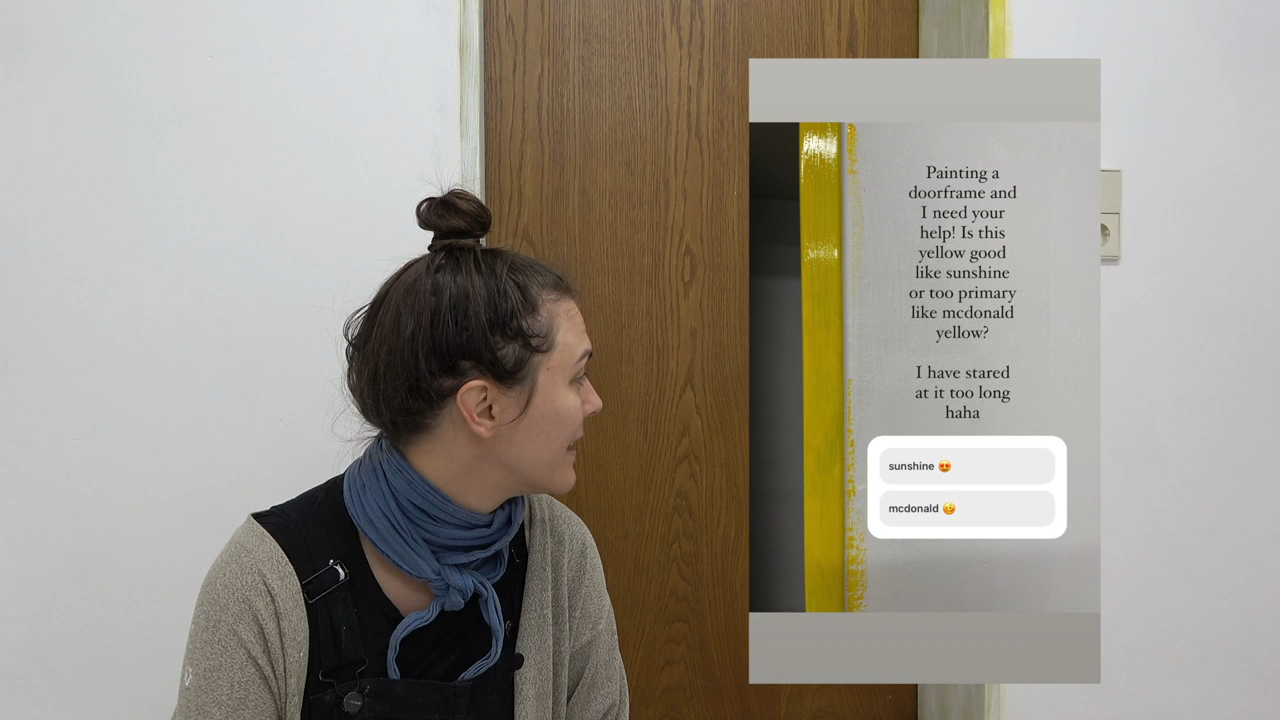 Painting a
doorframe and
I need your
help! Is this
yellow good
like sunshine
or too primary
like mcdonald
yellow?
I have stared
at it too long
haha
sunshine 😍
mcdonald 🤒